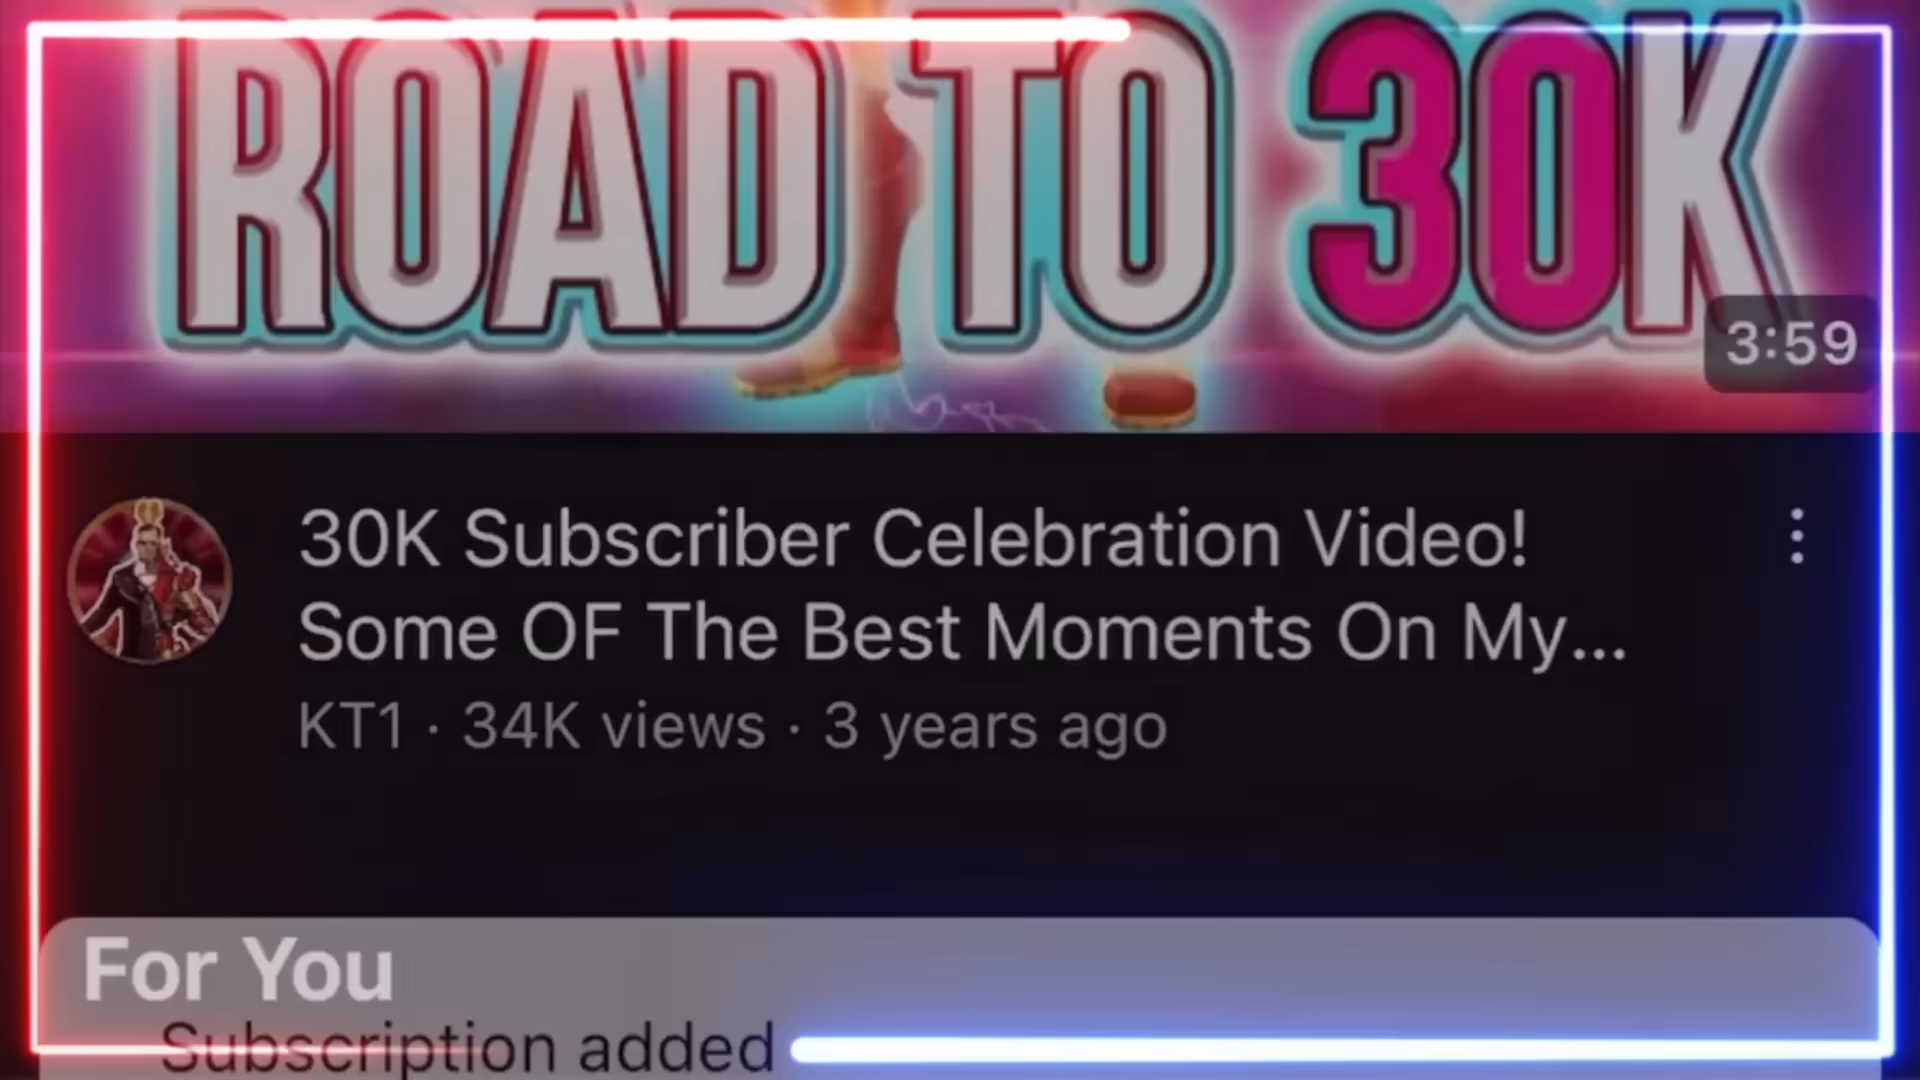 ROAD TO 30K
3:59
30K Subscriber Celebration Video!
Some OF The Best Moments On My...
KT1 · 34K views · 3 years ago
For You
Subscription added